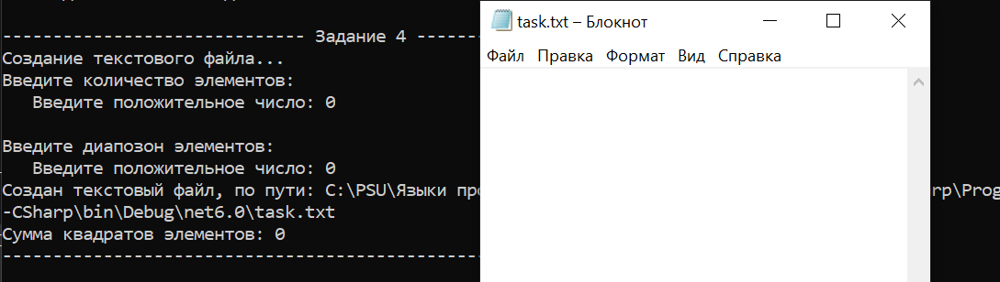 ------------------------------ Задание 4 -------
Создание текстового файла...
Введите количество элементов:
Введите положительное число: 0
Введите диапозон элементов:
Введите положительное число: 0
Создан текстовый файл, по пути: C:\PSU\Языки про rp\Prog
-CSharp\bin\Debug\net6.0\task.txt
Сумма квадратов элементов: 0
------------------------------------------------
task.txt – Блокнот
Файл Правка Формат Вид Справка